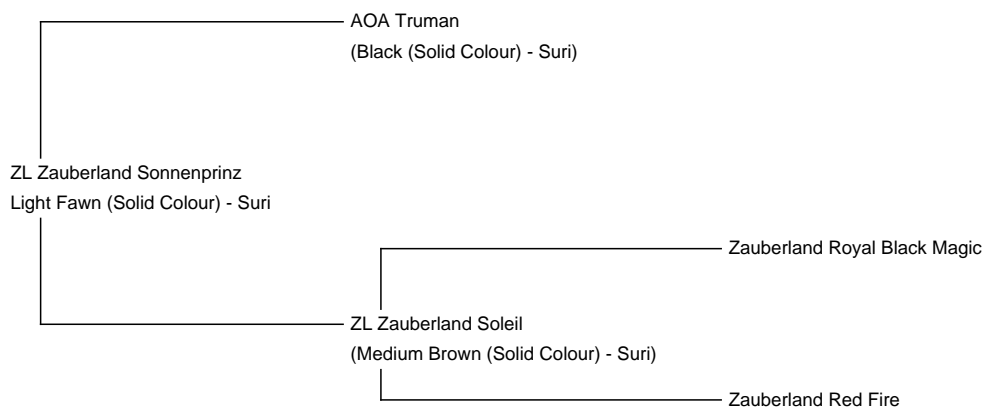 AOA Truman
(Black (Solid Colour) - Suri)
ZL Zauberland Sonnenprinz
Light Fawn (Solid Colour) - Suri
Zauberland Royal Black Magic
ZL Zauberland Soleil
(Medium Brown (Solid Colour) - Suri)
Zauberland Red Fire